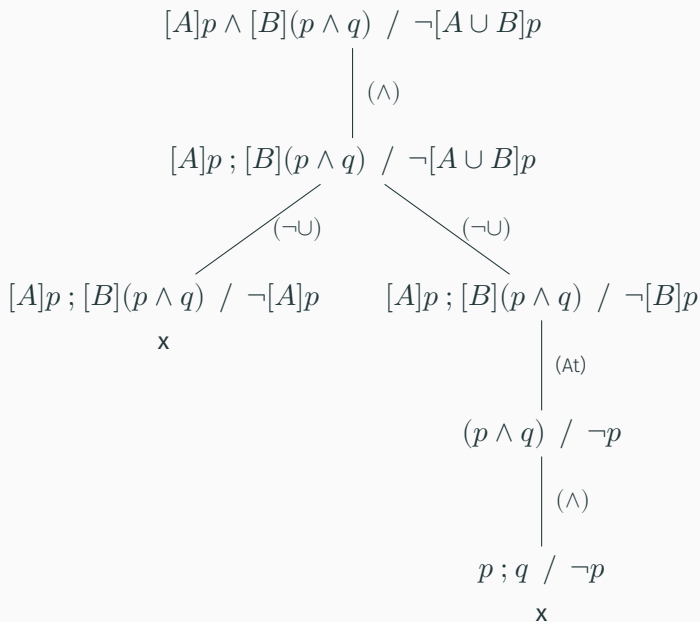 [A]p ∧ [B](p ∧ q) / ¬[A ∪ B]p
(∧)
[A]p ; [B](p ∧ q) / ¬[A ∪ B]p
(¬∪) (¬∪)
[A]p ; [B](p ∧ q) / ¬[A]p [A]p ; [B](p ∧ q) / ¬[B]p
x
(At)
(p ∧ q) / ¬p
(∧)
p ; q / ¬p
x